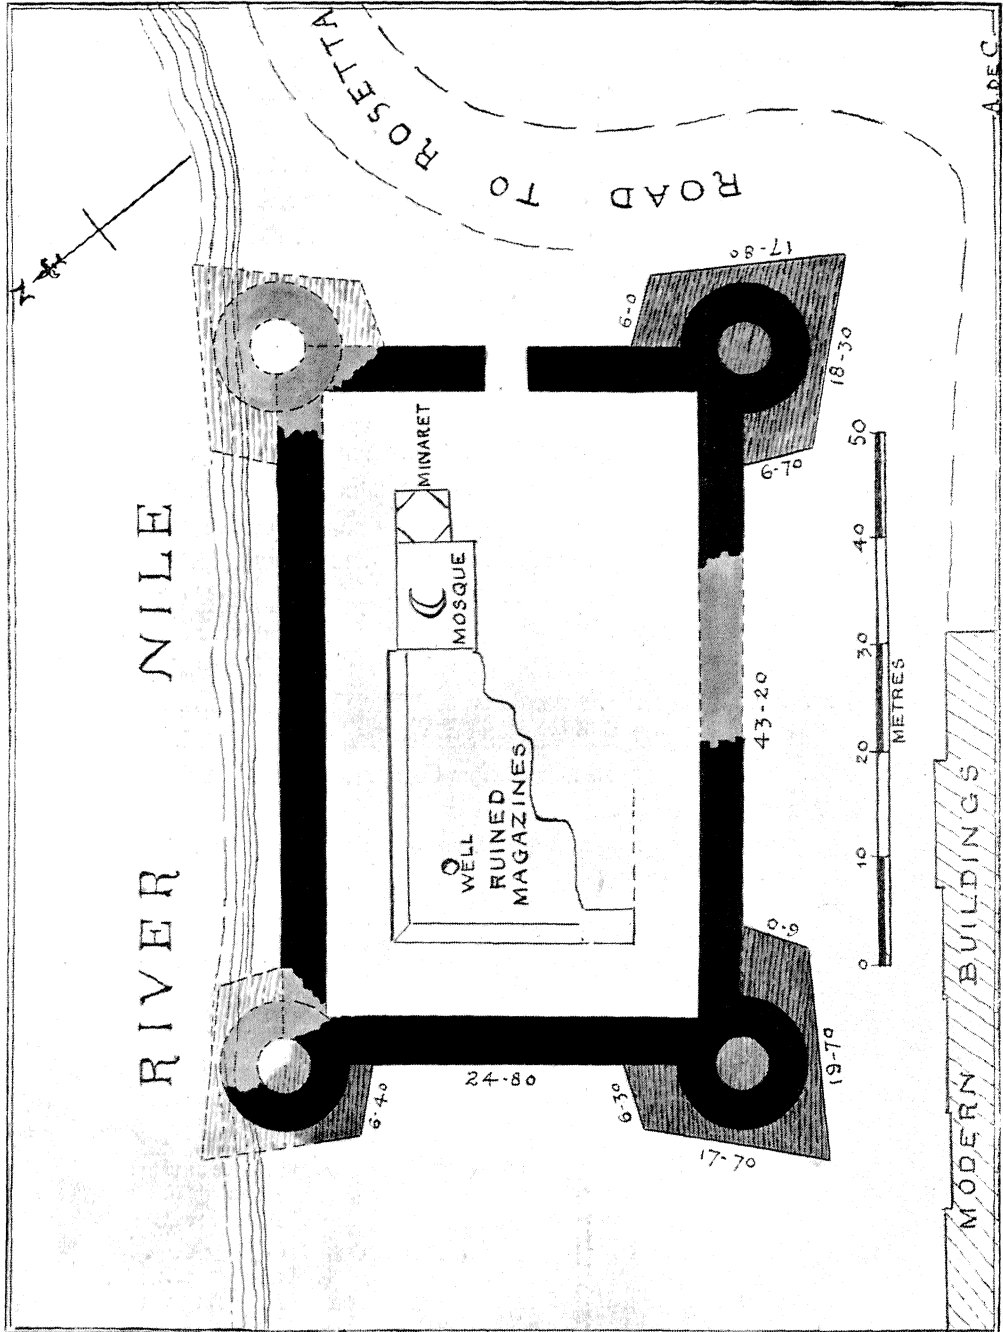 RIVER NILE
N
ROAD TO ROSETTA
MINARET
MOSQUE
WELL
RUINED
MAGAZINES
6-40
24-80
6-30
17-70
19-70
43-20
6-70
18-30
17-80
6-0
0 10 20 30 40 50
METRES
MODERN BUILDINGS
A. DE C.